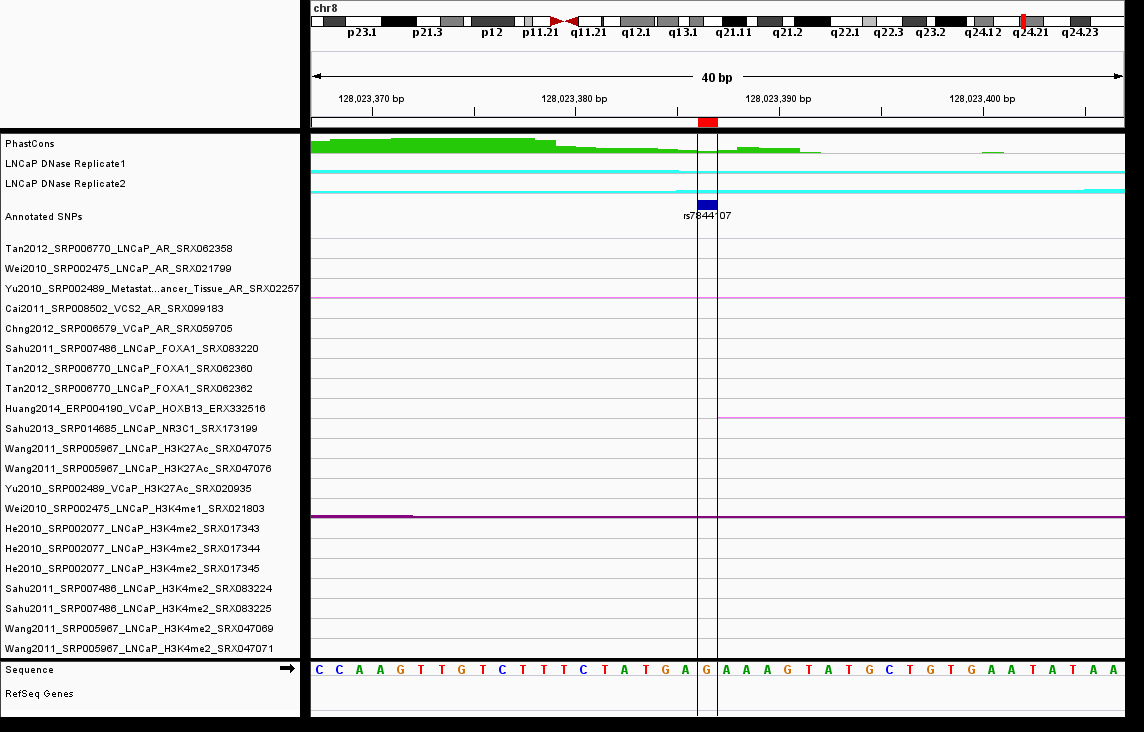 chr8
p23.1 p21.3 p12 p11.21 q11.21 q12.1 q13.1 q21.11 q21.2 q22.1 q22.3 q23.2 q24.12 q24.21 q24.23
40 bp
128,023,370 bp 128,023,380 bp 128,023,390 bp 128,023,400 bp
PhastCons
LNCaP DNase Replicate1
LNCaP DNase Replicate2
Annotated SNPs
rs7844107
Tan2012_SRP006770_LNCaP_AR_SRX062358
Wei2010_SRP002475_LNCaP_AR_SRX021799
Yu2010_SRP002489_Metastat...ancer_Tissue_AR_SRX02257
Cai2011_SRP008502_VCS2_AR_SRX099183
Chng2012_SRP006579_VCaP_AR_SRX059705
Sahu2011_SRP007486_LNCaP_FOXA1_SRX083220
Tan2012_SRP006770_LNCaP_FOXA1_SRX062360
Tan2012_SRP006770_LNCaP_FOXA1_SRX062362
Huang2014_ERP004190_VCaP_HOXB13_ERX332516
Sahu2013_SRP014685_LNCaP_NR3C1_SRX173199
Wang2011_SRP005967_LNCaP_H3K27Ac_SRX047075
Wang2011_SRP005967_LNCaP_H3K27Ac_SRX047076
Yu2010_SRP002489_VCaP_H3K27Ac_SRX020935
Wei2010_SRP002475_LNCaP_H3K4me1_SRX021803
He2010_SRP002077_LNCaP_H3K4me2_SRX017343
He2010_SRP002077_LNCaP_H3K4me2_SRX017344
He2010_SRP002077_LNCaP_H3K4me2_SRX017345
Sahu2011_SRP007486_LNCaP_H3K4me2_SRX083224
Sahu2011_SRP007486_LNCaP_H3K4me2_SRX083225
Wang2011_SRP005967_LNCaP_H3K4me2_SRX047069
Wang2011_SRP005967_LNCaP_H3K4me2_SRX047071
Sequence C C A A G T T G T C T T T C T A T G A G A A A G T A T G C T G T G A A T A T A A
RefSeq Genes